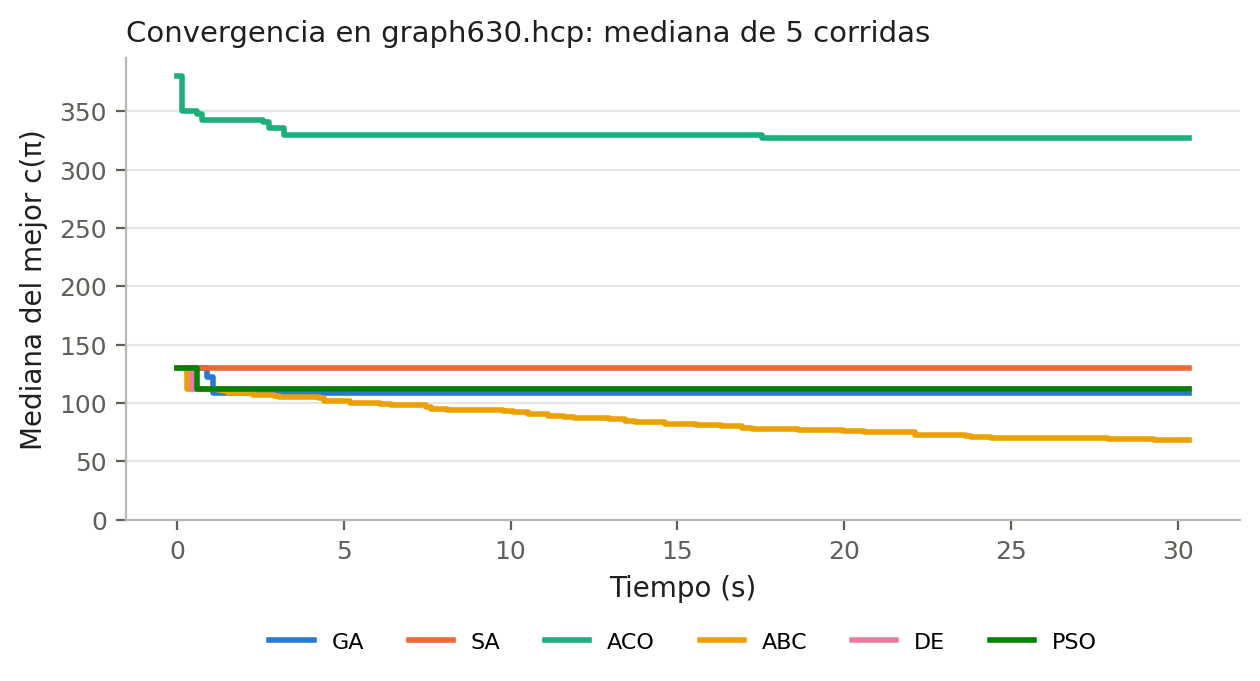 Convergencia en graph630.hcp: mediana de 5 corridas
Mediana del mejor c(π)
350
300
250
200
150
100
50
0
0 5 10 15 20 25 30
Tiempo (s)
GA SA ACO ABC DE PSO